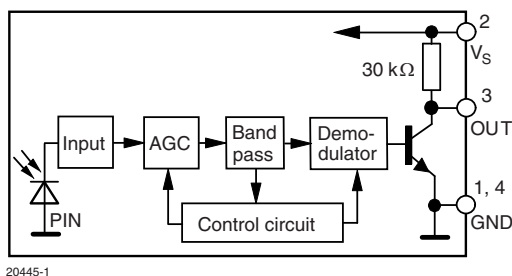 2
V_S
30 kΩ
3
OUT
Input
AGC
Band
pass
Demo-
dulator
1, 4
GND
PIN
Control circuit
20445-1